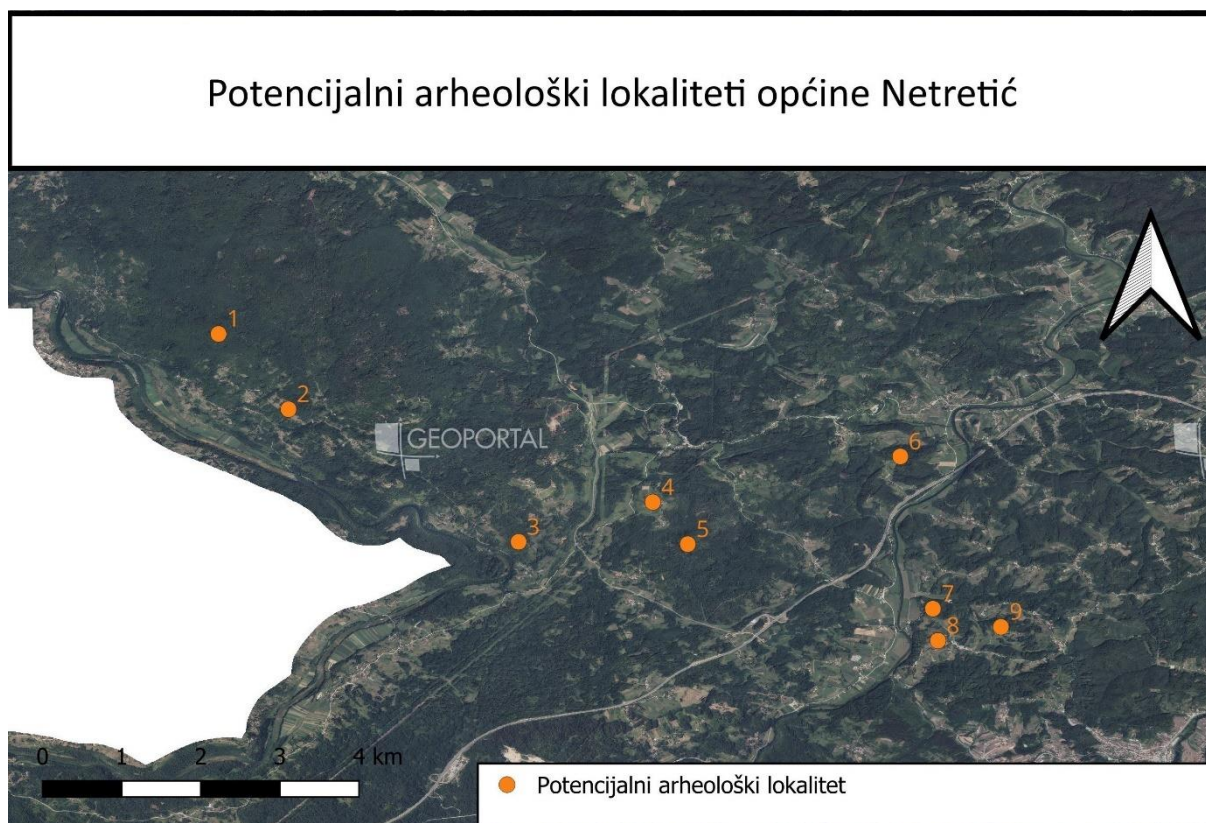 Potencijalni arheološki lokaliteti općine Netretić
1
2
GEOPORTAL
6
4
3
5
7
9
8
0 1 2 3 4 km
Potencijalni arheološki lokalitet